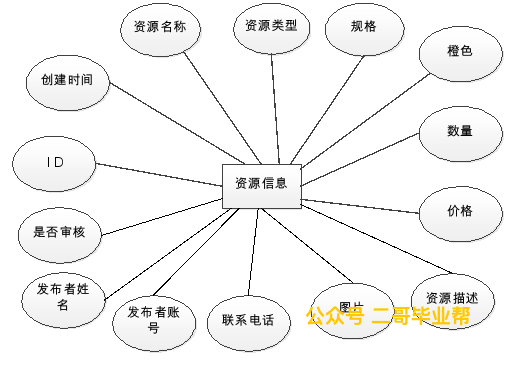 资源名称
资源类型
规格
橙色
创建时间
数量
ID
资源信息
价格
是否审核
发布者姓
名
发布者账
号
联系电话
图片
资源描述
公众号 二哥毕业帮